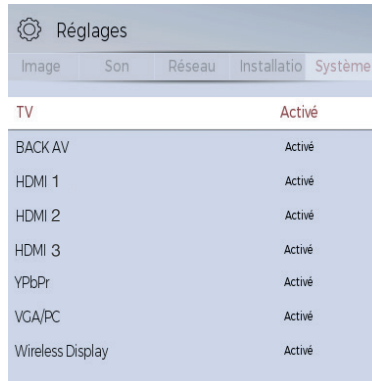 Réglages
Image Son Réseau Installatio Système
TV Activé
BACK AV Activé
HDMI 1 Activé
HDMI 2 Activé
HDMI 3 Activé
YPbPr Activé
VGA/PC Activé
Wireless Display Activé